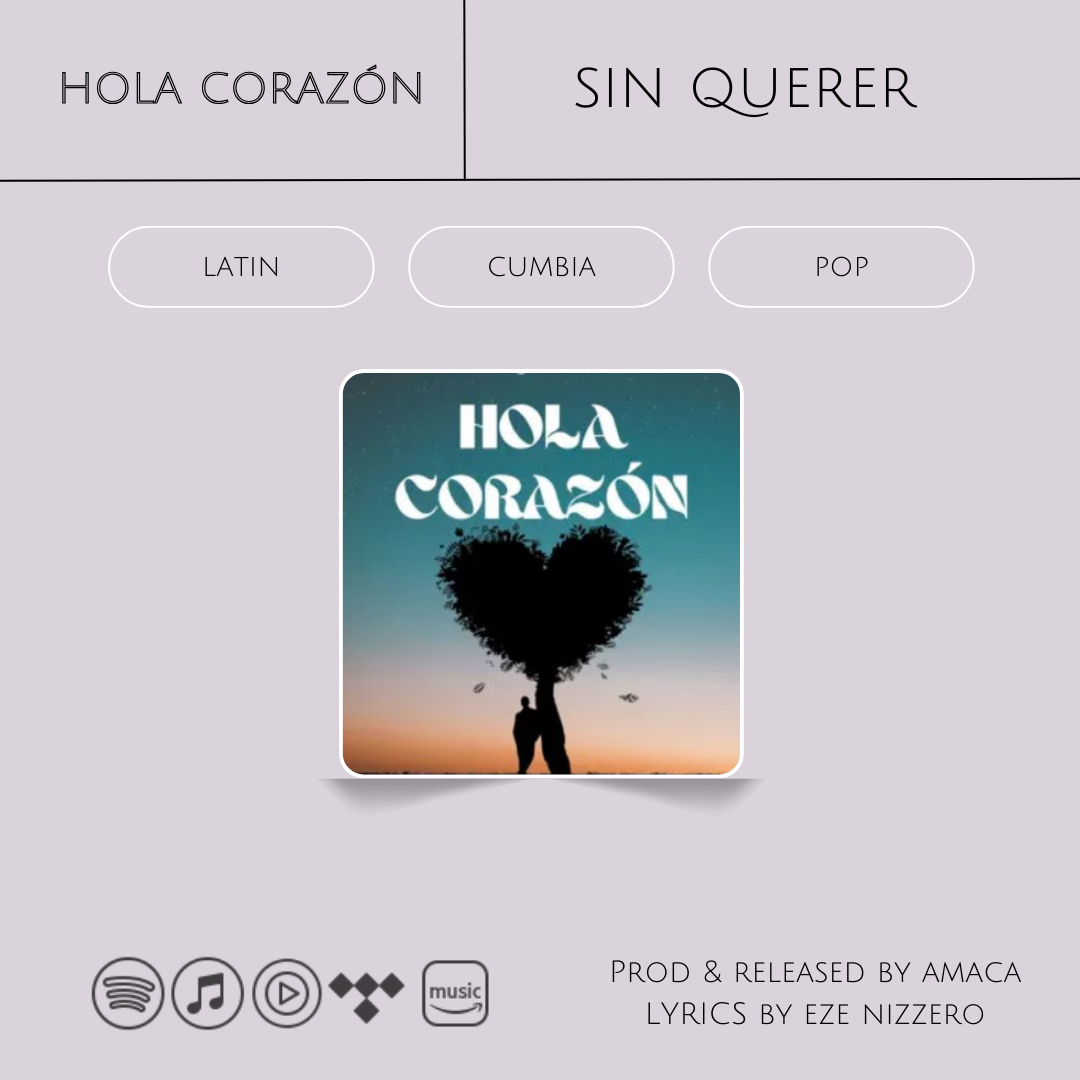 HOLA CORAZÓN
SIN QUERER
LATIN
CUMBIA
POP
HOLA
CORAZÓN
music
PROD & RELEASED BY AMACA
LYRICS BY EZE NIZZERO